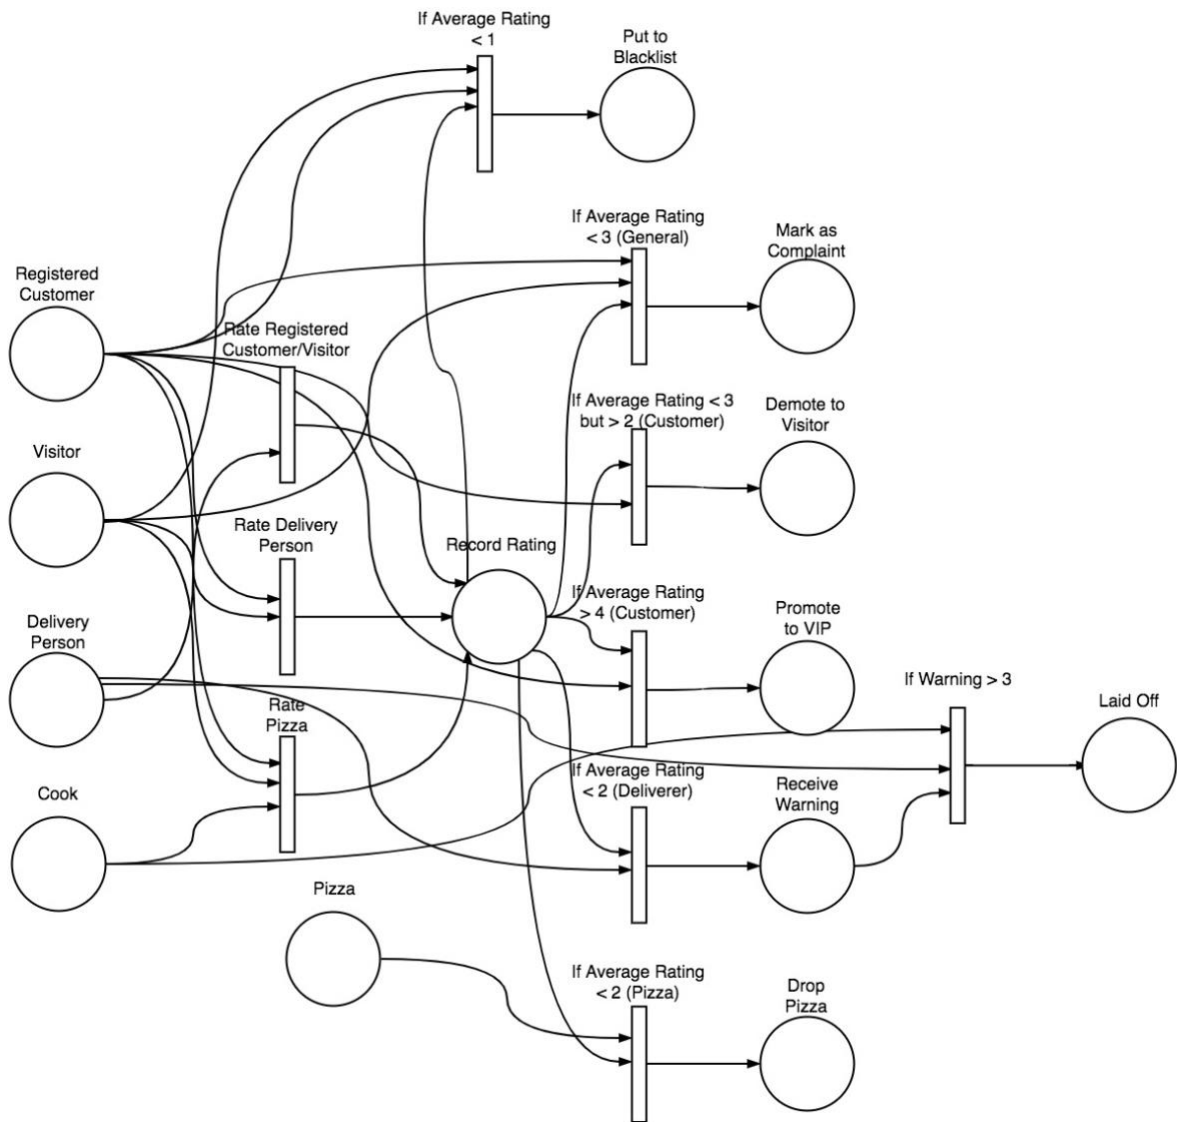 If Average Rating
< 1
Put to
Blacklist
If Average Rating
< 3 (General)
Mark as
Complaint
Registered
Customer
Rate Registered
Customer/Visitor
If Average Rating < 3
but > 2 (Customer)
Demote to
Visitor
Visitor
Rate Delivery
Person
Record Rating
If Average Rating
> 4 (Customer)
Promote
to VIP
Delivery
Person
If Warning > 3
Laid Off
Rate
Pizza
If Average Rating
< 2 (Deliverer)
Receive
Warning
Cook
Pizza
If Average Rating
< 2 (Pizza)
Drop
Pizza